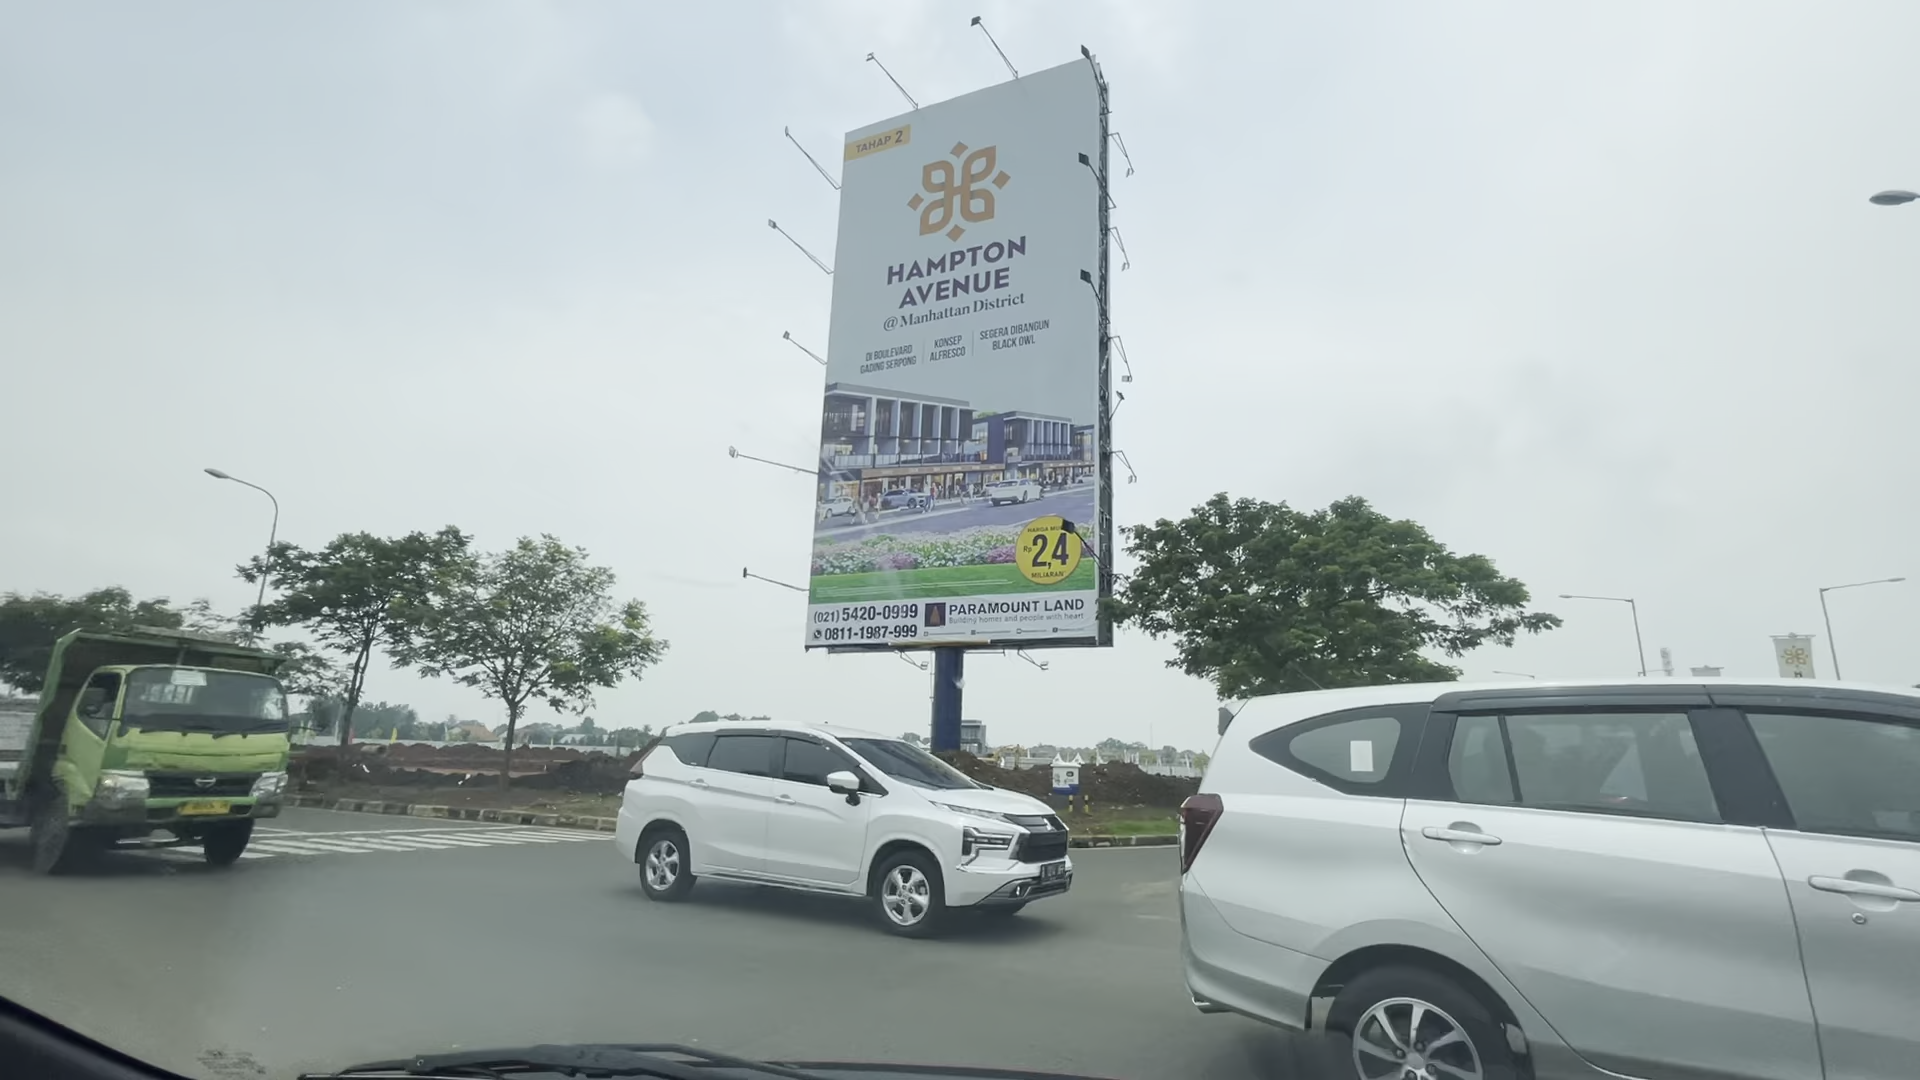 TAHAP 2
HAMPTON
AVENUE
@Manhattan District
DI BOULEVARD
GADING SERPONG
KONSEP
ALFRESCO
SEGERA DIBANGUN
BLACK OWL
HARGA
Rp 2,4
MILIARAN
(021) 5420-0999
0811-1987-999
PARAMOUNT LAND
Building homes and people with heart